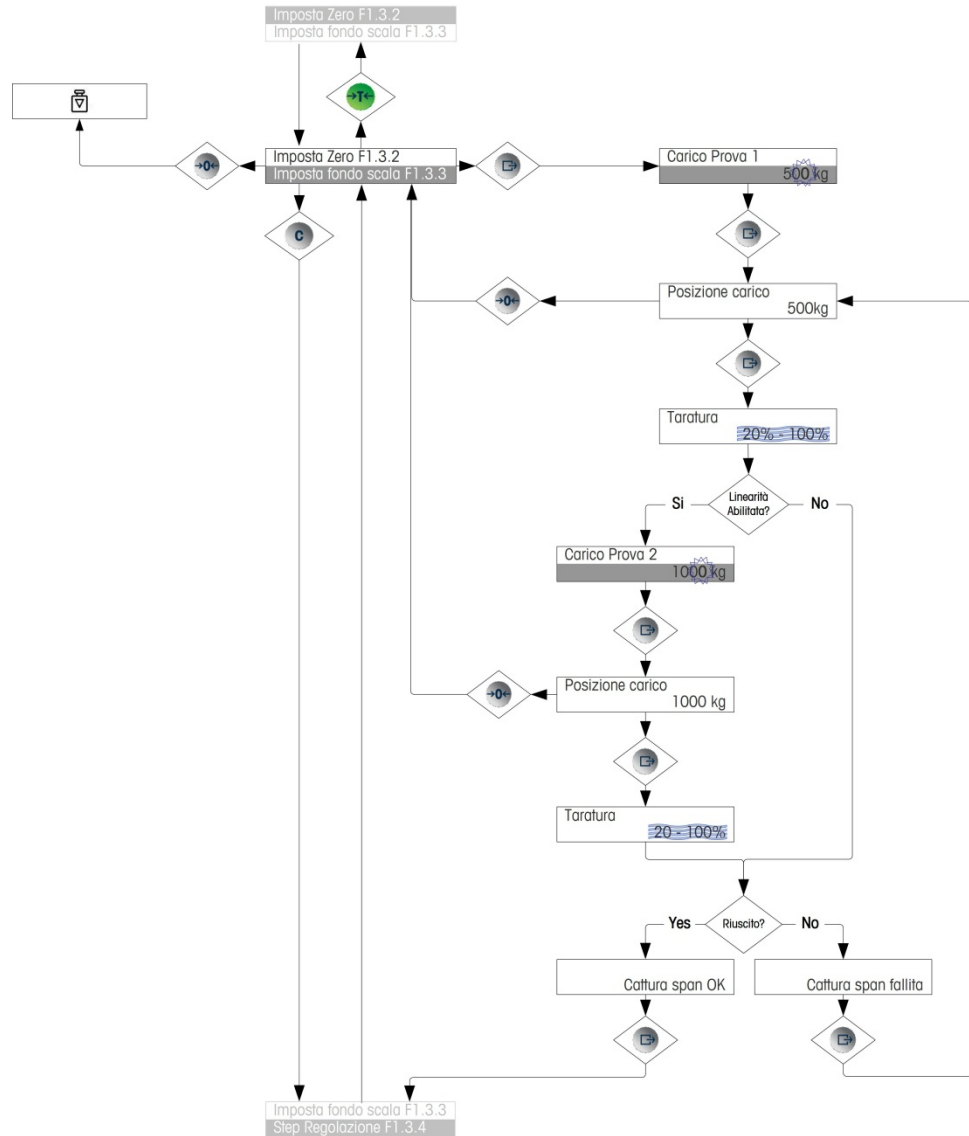 Imposta Zero F1.3.2
Imposta fondo scala F1.3.3
→T←
→0←
Imposta Zero F1.3.2
Imposta fondo scala F1.3.3
Carico Prova 1
500 kg
C
Posizione carico
500kg
→0←
Taratura
20% - 100%
Linearità
Abilitata?
Si
No
Carico Prova 2
1000 kg
Posizione carico
1000 kg
→0←
Taratura
20 - 100%
Riuscito?
Yes
No
Cattura span OK
Cattura span fallita
Imposta fondo scala F1.3.3
Step Regolazione F1.3.4